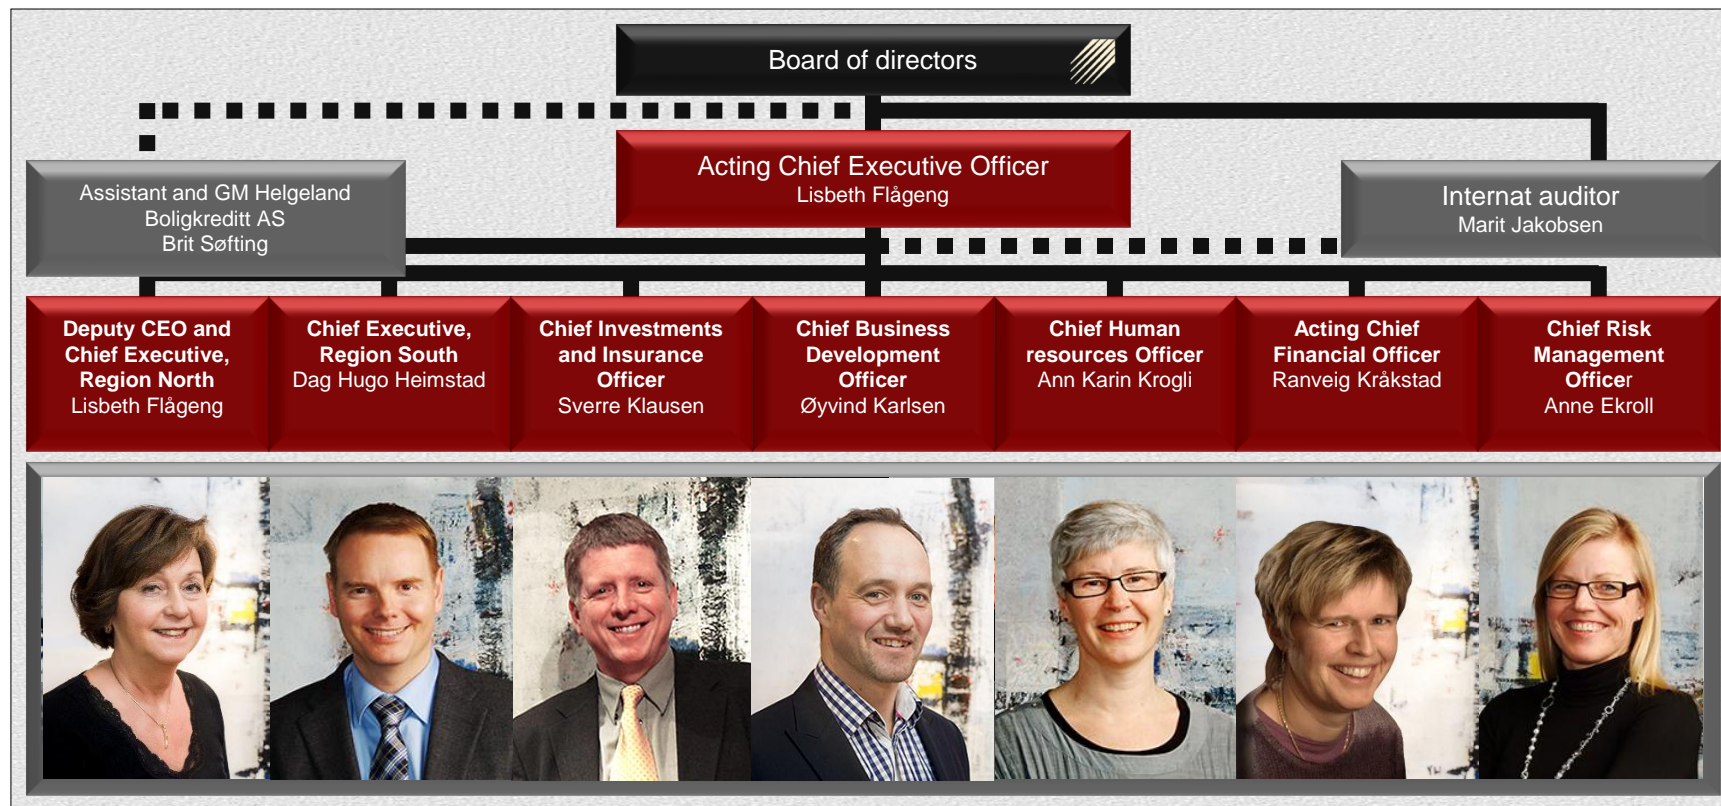 Board of directors
Acting Chief Executive Officer
Lisbeth Flågeng
Assistant and GM Helgeland
Boligkreditt AS
Brit Søfting
Internat auditor
Marit Jakobsen
Deputy CEO and
Chief Executive,
Region North
Lisbeth Flågeng
Chief Executive,
Region South
Dag Hugo Heimstad
Chief Investments
and Insurance
Officer
Sverre Klausen
Chief Business
Development
Officer
Øyvind Karlsen
Chief Human
resources Officer
Ann Karin Krogli
Acting Chief
Financial Officer
Ranveig Kråkstad
Chief Risk
Management
Officer
Anne Ekroll